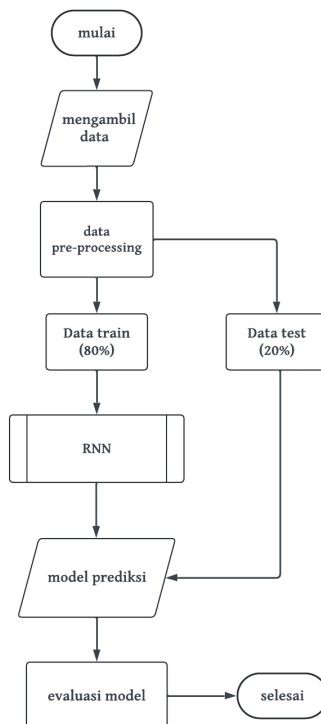 mulai
mengambil
data
data
pre-processing
Data train
(80%)
Data test
(20%)
RNN
model prediksi
evaluasi model
selesai